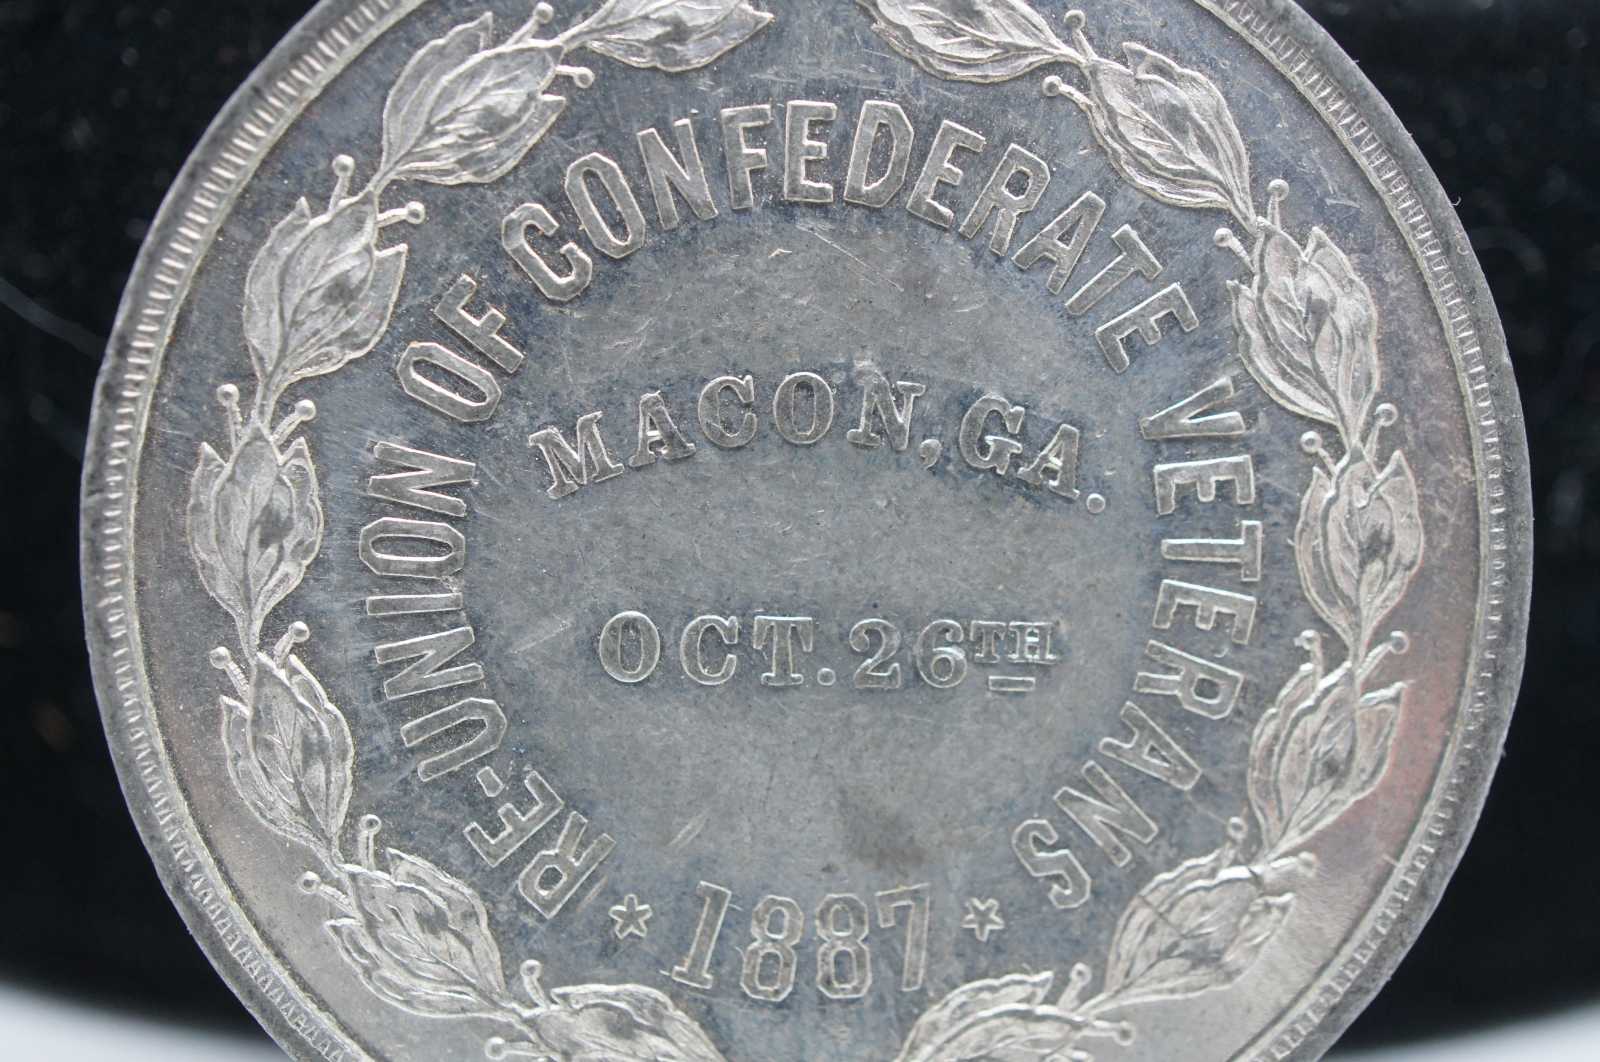 RE-UNION OF CONFEDERATE VETERANS
MACON, GA.
OCT. 26TH
* 1887 *